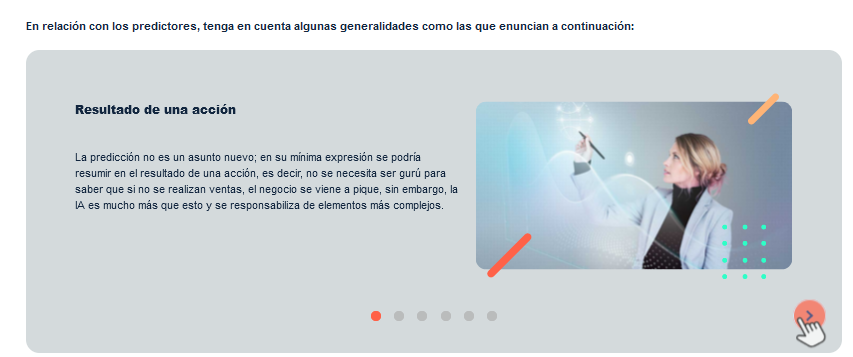 En relación con los predictores, tenga en cuenta algunas generalidades como las que enuncian a continuación:
Resultado de una acción
La predicción no es un asunto nuevo; en su mínima expresión se podría
resumir en el resultado de una acción, es decir, no se necesita ser gurú para
saber que si no se realizan ventas, el negocio se viene a pique, sin embargo, la
IA es mucho más que esto y se responsabiliza de elementos más complejos.